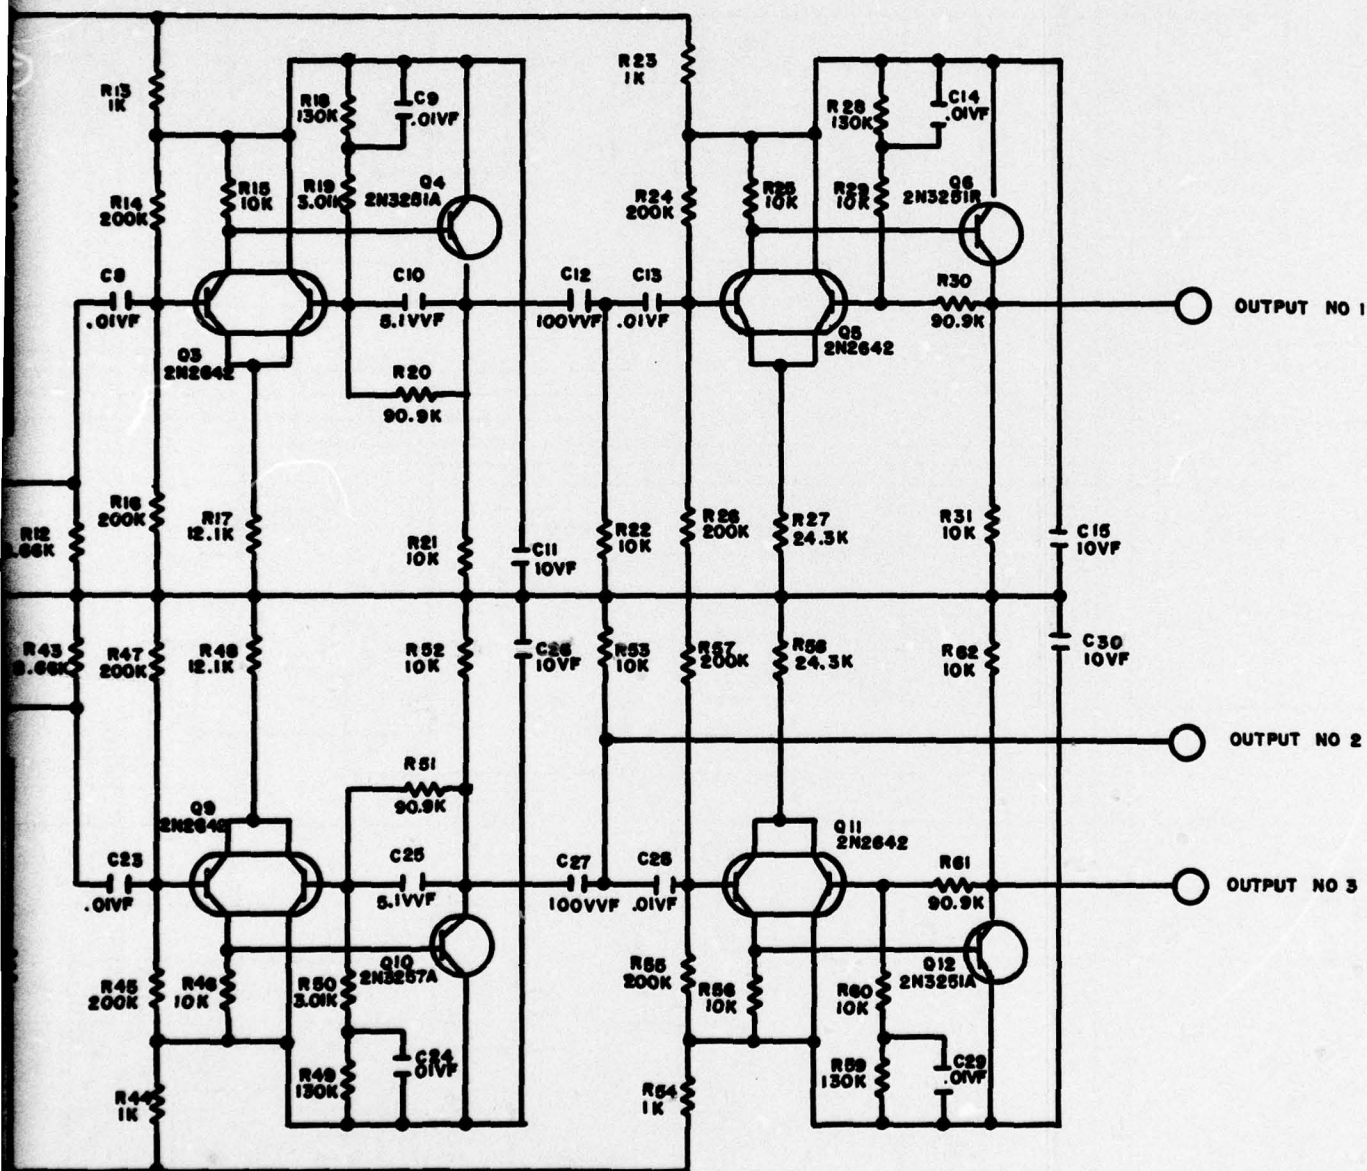 R13
1K
R18
130K
C9
.01VF
R23
1K
R28
130K
C14
.01VF
R14
200K
R15
10K
R19
3.01K
Q4
2N3251A
R24
200K
R25
10K
R29
10K
Q6
2N3251A
C8
.01VF
C10
5.1VVF
C12
100VVF
C13
.01VF
R30
90.9K
OUTPUT NO 1
Q3
2N2642
R20
90.9K
Q5
2N2642
R12
.66K
R16
200K
R17
12.1K
R21
10K
C11
10VF
R22
10K
R26
200K
R27
24.3K
R31
10K
C15
10VF
R43
8.66K
R47
200K
R48
12.1K
R52
10K
C26
10VF
R53
10K
R57
200K
R58
24.3K
R62
10K
C30
10VF
OUTPUT NO 2
R51
90.9K
Q9
2N2642
Q11
2N2642
C23
.01VF
C25
5.1VVF
C27
100VVF
C28
.01VF
R61
90.9K
OUTPUT NO 3
R45
200K
R46
10K
R50
3.01K
Q10
2N3257A
R55
200K
R56
10K
R60
10K
Q12
2N3251A
R44
1K
R49
130K
C24
.01VF
R54
1K
R59
130K
C29
.01VF